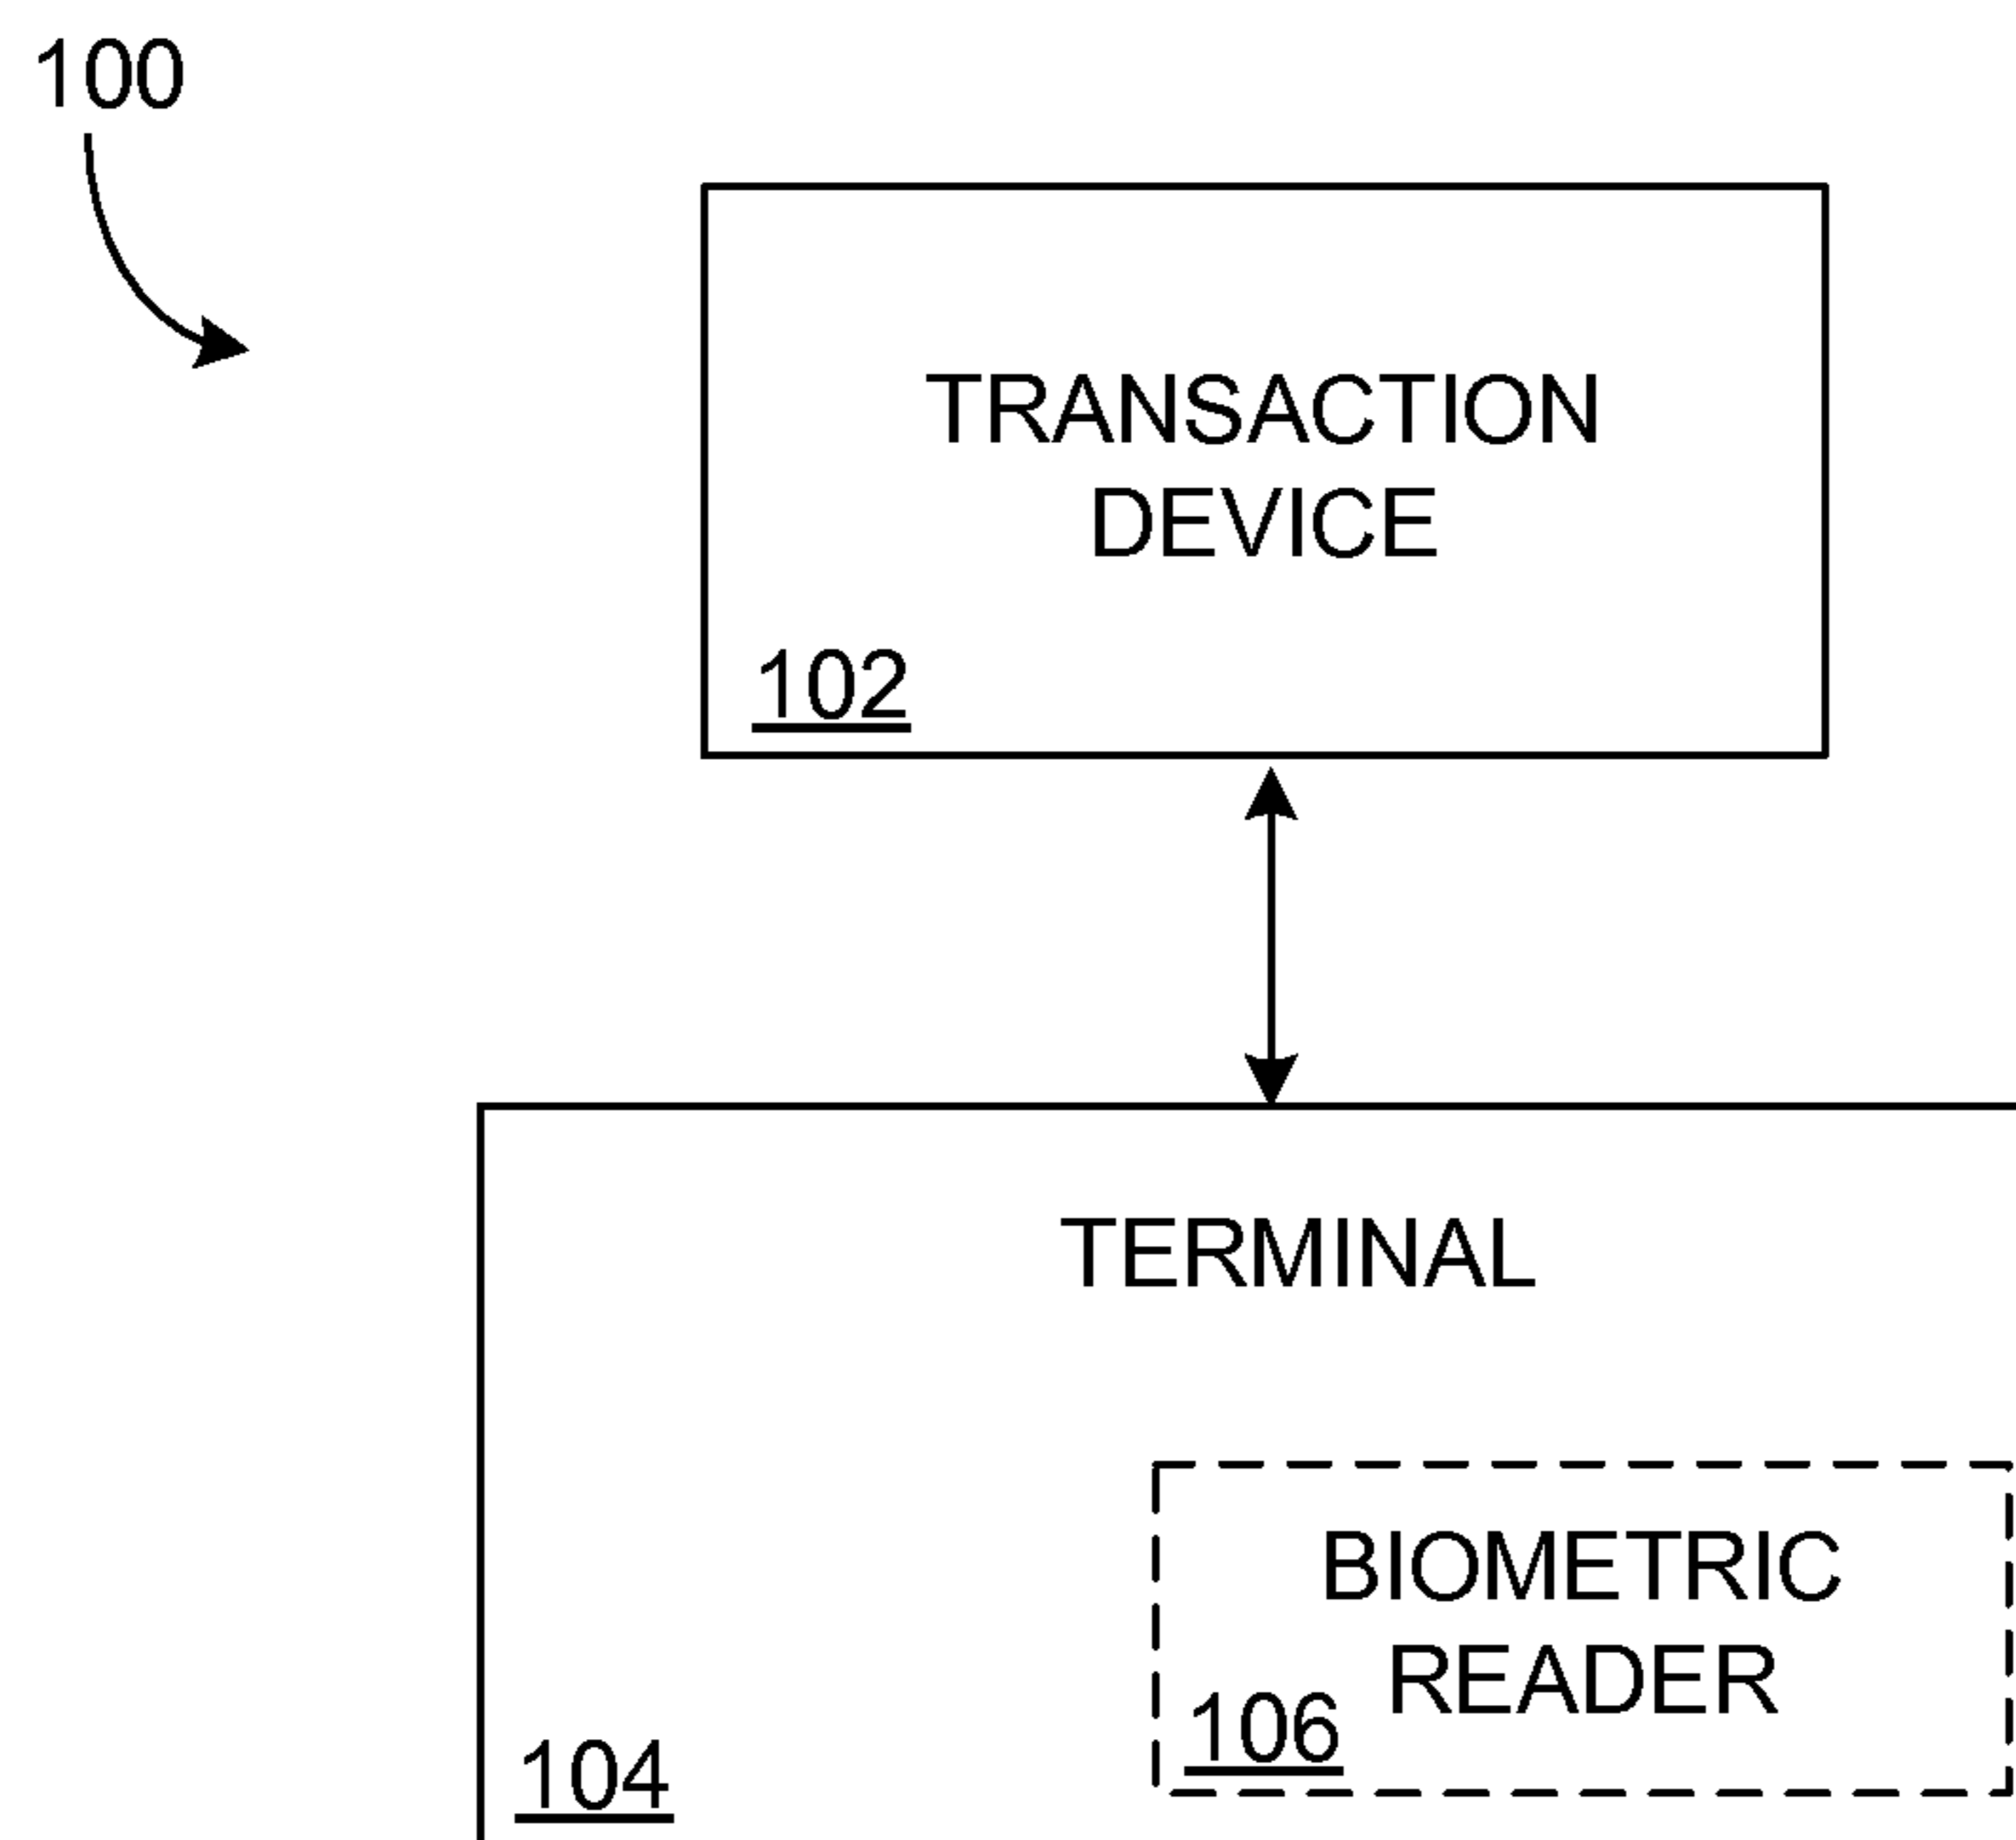 100
TRANSACTION
DEVICE
102
TERMINAL
BIOMETRIC
READER
106
104